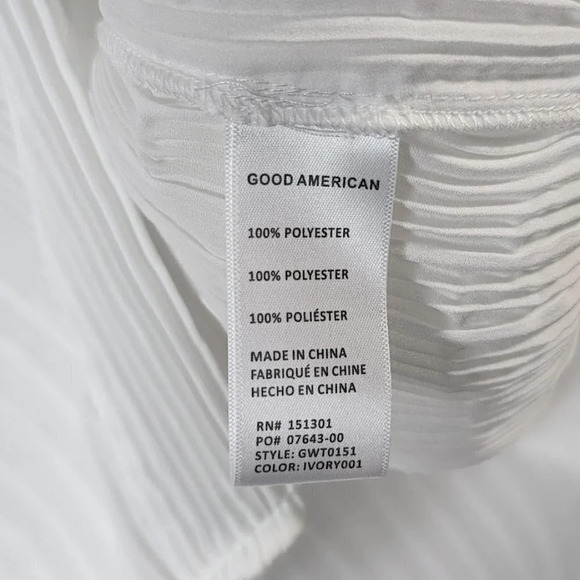 GOOD AMERICAN
100% POLYESTER
100% POLYESTER
100% POLIÉSTER
MADE IN CHINA
FABRIQUÉ EN CHINE
HECHO EN CHINA
RN# 151301
PO# 07643-00
STYLE: GWT0151
COLOR: IVORY001